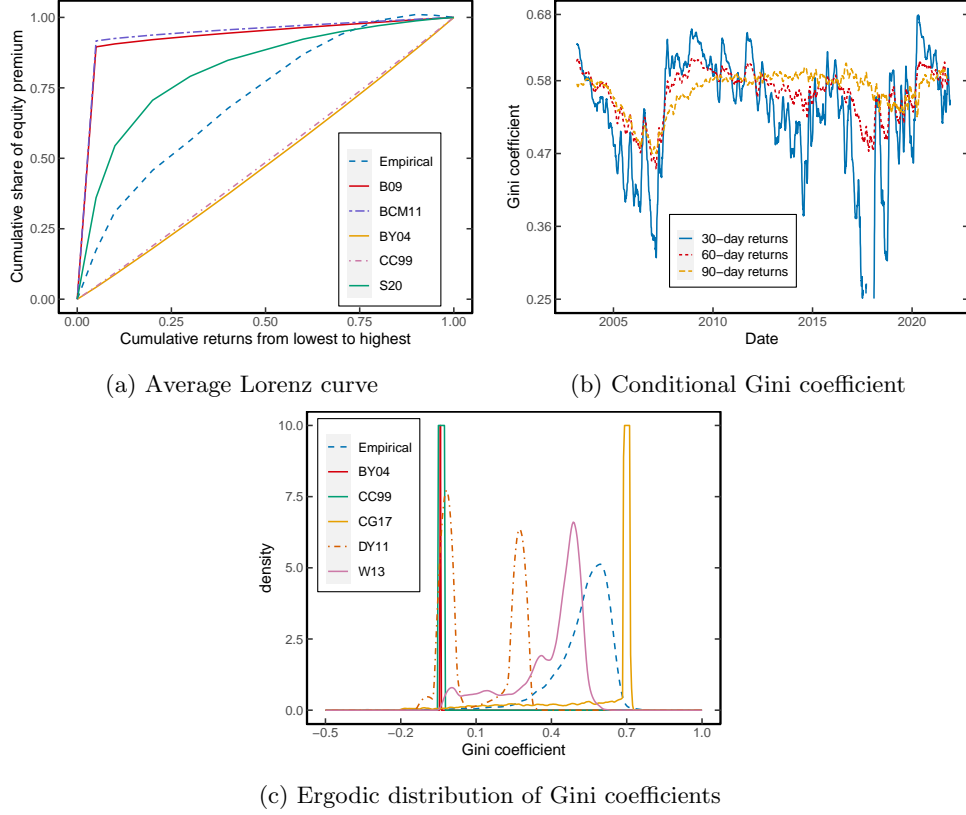 1.00
0.75
0.50
0.25
0.00
Cumulative share of equity premium
Empirical
B09
BCM11
BY04
CC99
S20
0.00
0.25
0.50
0.75
1.00
Cumulative returns from lowest to highest
(a) Average Lorenz curve
0.68
0.58
0.47
0.36
0.25
Gini coefficient
30−day returns
60−day returns
90−day returns
2005
2010
2015
2020
Date
(b) Conditional Gini coefficient
10.0
7.5
5.0
2.5
0.0
density
Empirical
BY04
CC99
CG17
DY11
W13
−0.5
−0.2
0.1
0.4
0.7
1.0
Gini coefficient
(c) Ergodic distribution of Gini coefficients